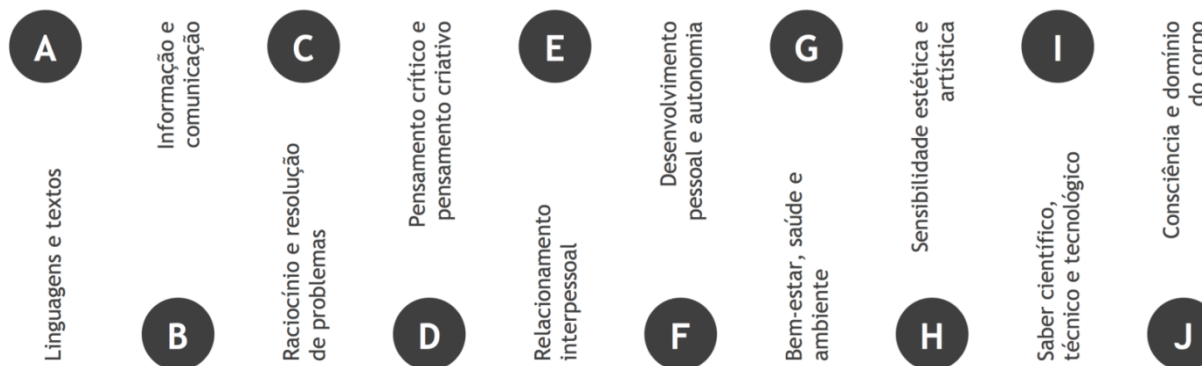 A
Linguagens e textos
Informação e
comunicação
B
C
Raciocínio e resolução
de problemas
Pensamento crítico e
pensamento criativo
D
E
Relacionamento
interpessoal
Desenvolvimento
pessoal e autonomia
F
G
Bem-estar, saúde e
ambiente
Sensibilidade estética e
artística
H
I
Saber científico,
técnico e tecnológico
Consciência e domínio
do corpo
J